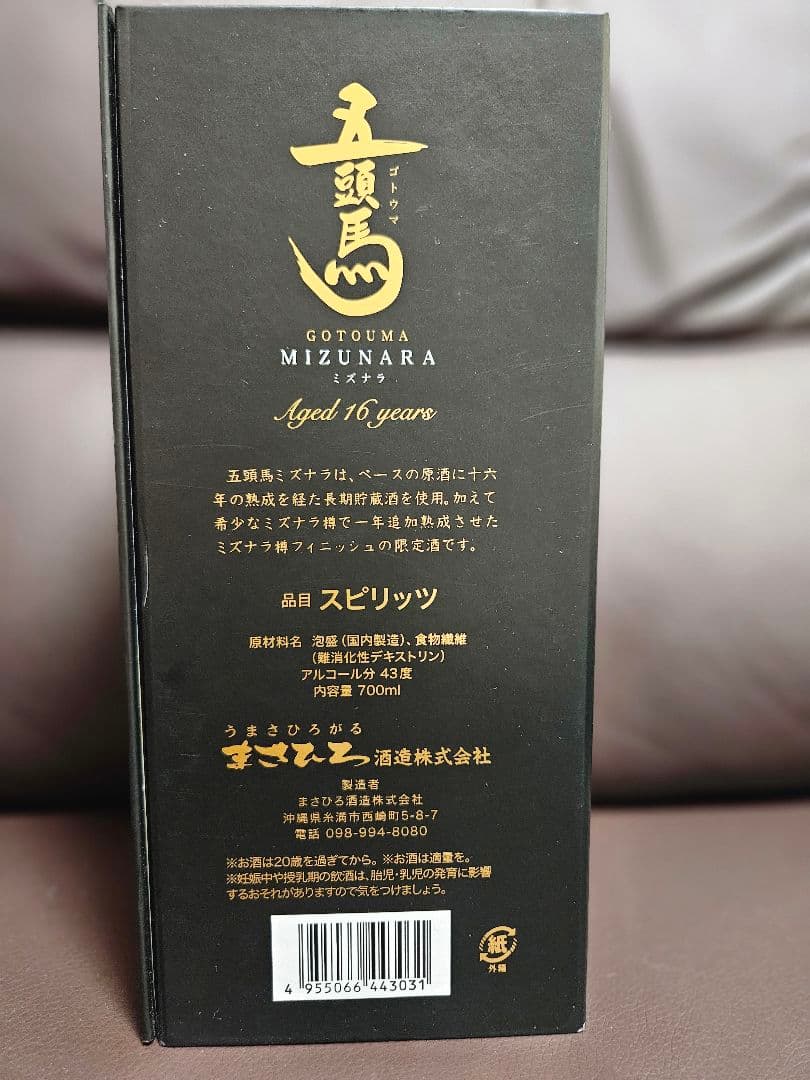 五頭馬
ゴトウマ
GOTOUMA
MIZUNARA
ミズナラ
Aged 16 years
五頭馬ミズナラは、ベースの原酒に十六
年の熟成を経た長期貯蔵酒を使用。加えて
希少なミズナラ樽で一年追加熟成させた
ミズナラ樽フィニッシュの限定酒です。
品目 スピリッツ
原材料名 泡盛(国内製造)、食物繊維
(難消化性デキストリン)
アルコール分 43度
内容量 700ml
うまさひろがる
まさひろ酒造株式会社
製造者
まさひろ酒造株式会社
沖縄県糸満市西崎町5-8-7
電話 098-994-8080
※お酒は20歳を過ぎてから。※お酒は適量を。
※妊娠中や授乳期の飲酒は、胎児・乳児の発育に影響
するおそれがありますので気をつけましょう。
4 955066 443031
紙
外箱